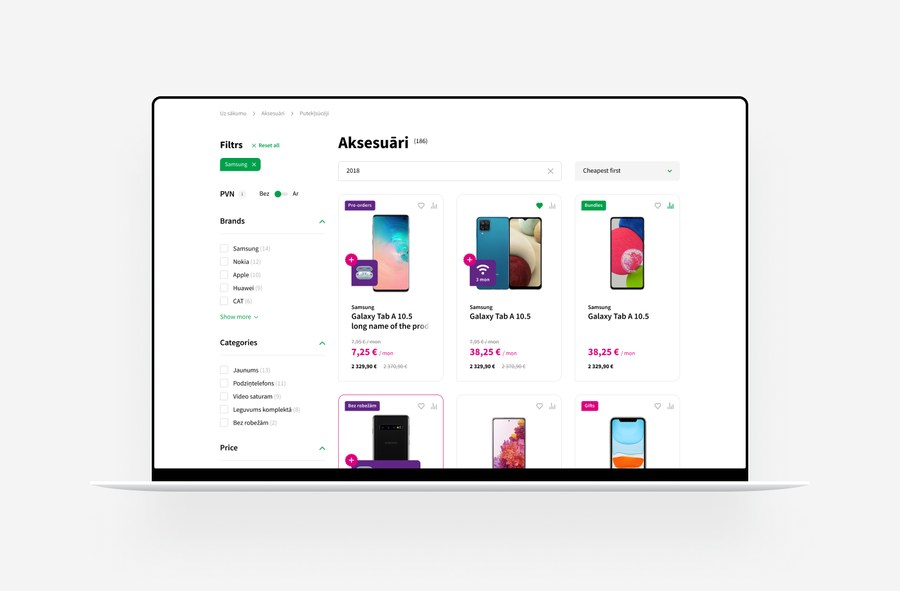 Uz sākumu > Aksesuāri > Putekļsūcēji
Filtrs
× Reset all
Samsung ×
PVN i Bez Ar
Brands
Samsung (14)
Nokia (12)
Apple (10)
Huawei (9)
CAT (6)
Show more
Categories
Jaunums (13)
Podziņtelefons (11)
Video saturam (9)
Leguvums komplektā (8)
Bez robežām (2)
Price
Aksesuāri (186)
2018
Cheapest first
Pre-orders
Samsung
Galaxy Tab A 10.5
long name of the prod
7,05 € / mon
7,25 € / mon
2 329,90 € 2 379,90 €
3 more
Samsung
Galaxy Tab A 10.5
7,05 € / mon
38,25 € / mon
2 329,90 € 2 379,90 €
Bundles
Samsung
Galaxy Tab A 10.5
38,25 € / mon
2 329,90 €
Bez robežām
SAMSUNG
Gifts